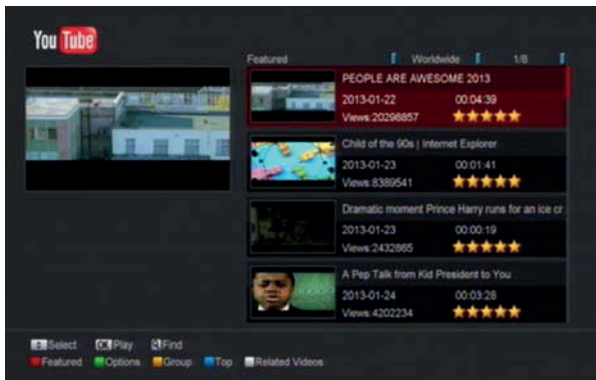 You Tube
Featured Worldwide 1/8
PEOPLE ARE AWESOME 2013
2013-01-22 00:04:39
Views:20298857
Child of the 90s | Internet Explorer
2013-01-23 00:01:41
Views:8389541
Dramatic moment Prince Harry runs for an ice cr
2013-01-23 00:00:19
Views:2432865
A Pep Talk from Kid President to You
2013-01-24 00:03:28
Views:4202234
Select OK Play Find
Featured Options Group Top Related Videos